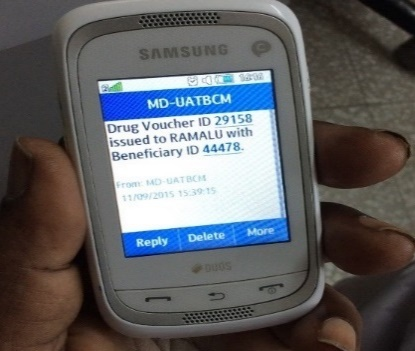 SAMSUNG
MD-UATBCM
Drug Voucher ID 29158
issued to RAMALU with
Beneficiary ID 44478.
From: MD-UATBCM
11/09/2015 15:39:15
Reply Delete More
DUOS